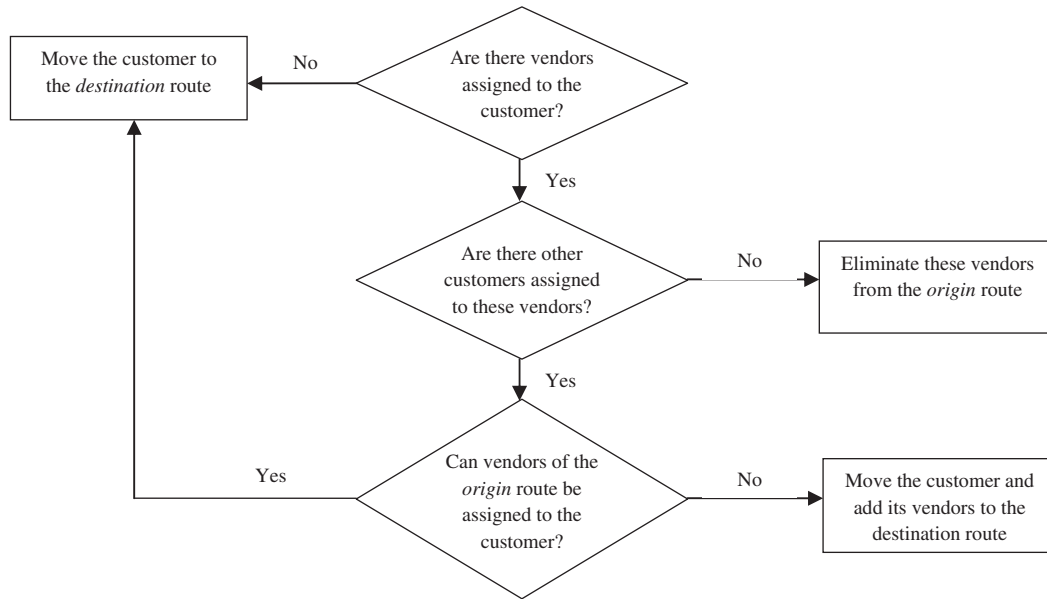 Move the customer to
the destination route
No
Are there vendors
assigned to the
customer?
Yes
Are there other
customers assigned
to these vendors?
No
Eliminate these vendors
from the origin route
Yes
Can vendors of the
origin route be
assigned to the
customer?
Yes
No
Move the customer and
add its vendors to the
destination route